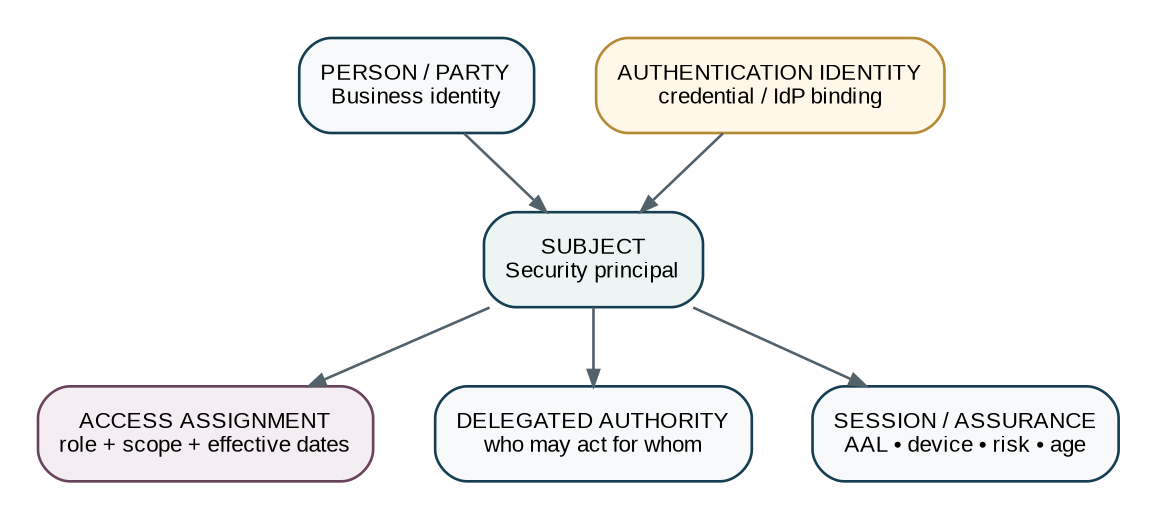 PERSON / PARTY
Business identity
AUTHENTICATION IDENTITY
credential / IdP binding
SUBJECT
Security principal
ACCESS ASSIGNMENT
role + scope + effective dates
DELEGATED AUTHORITY
who may act for whom
SESSION / ASSURANCE
AAL • device • risk • age